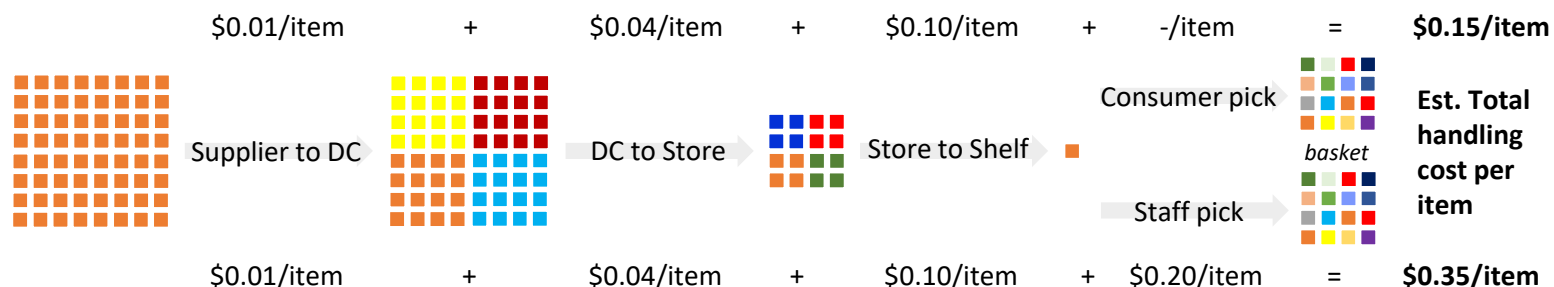 $0.01/item + $0.04/item + $0.10/item + -/item = $0.15/item
Supplier to DC
DC to Store
Store to Shelf
Consumer pick
basket
Staff pick
Est. Total
handling
cost per
item
$0.01/item + $0.04/item + $0.10/item + $0.20/item = $0.35/item